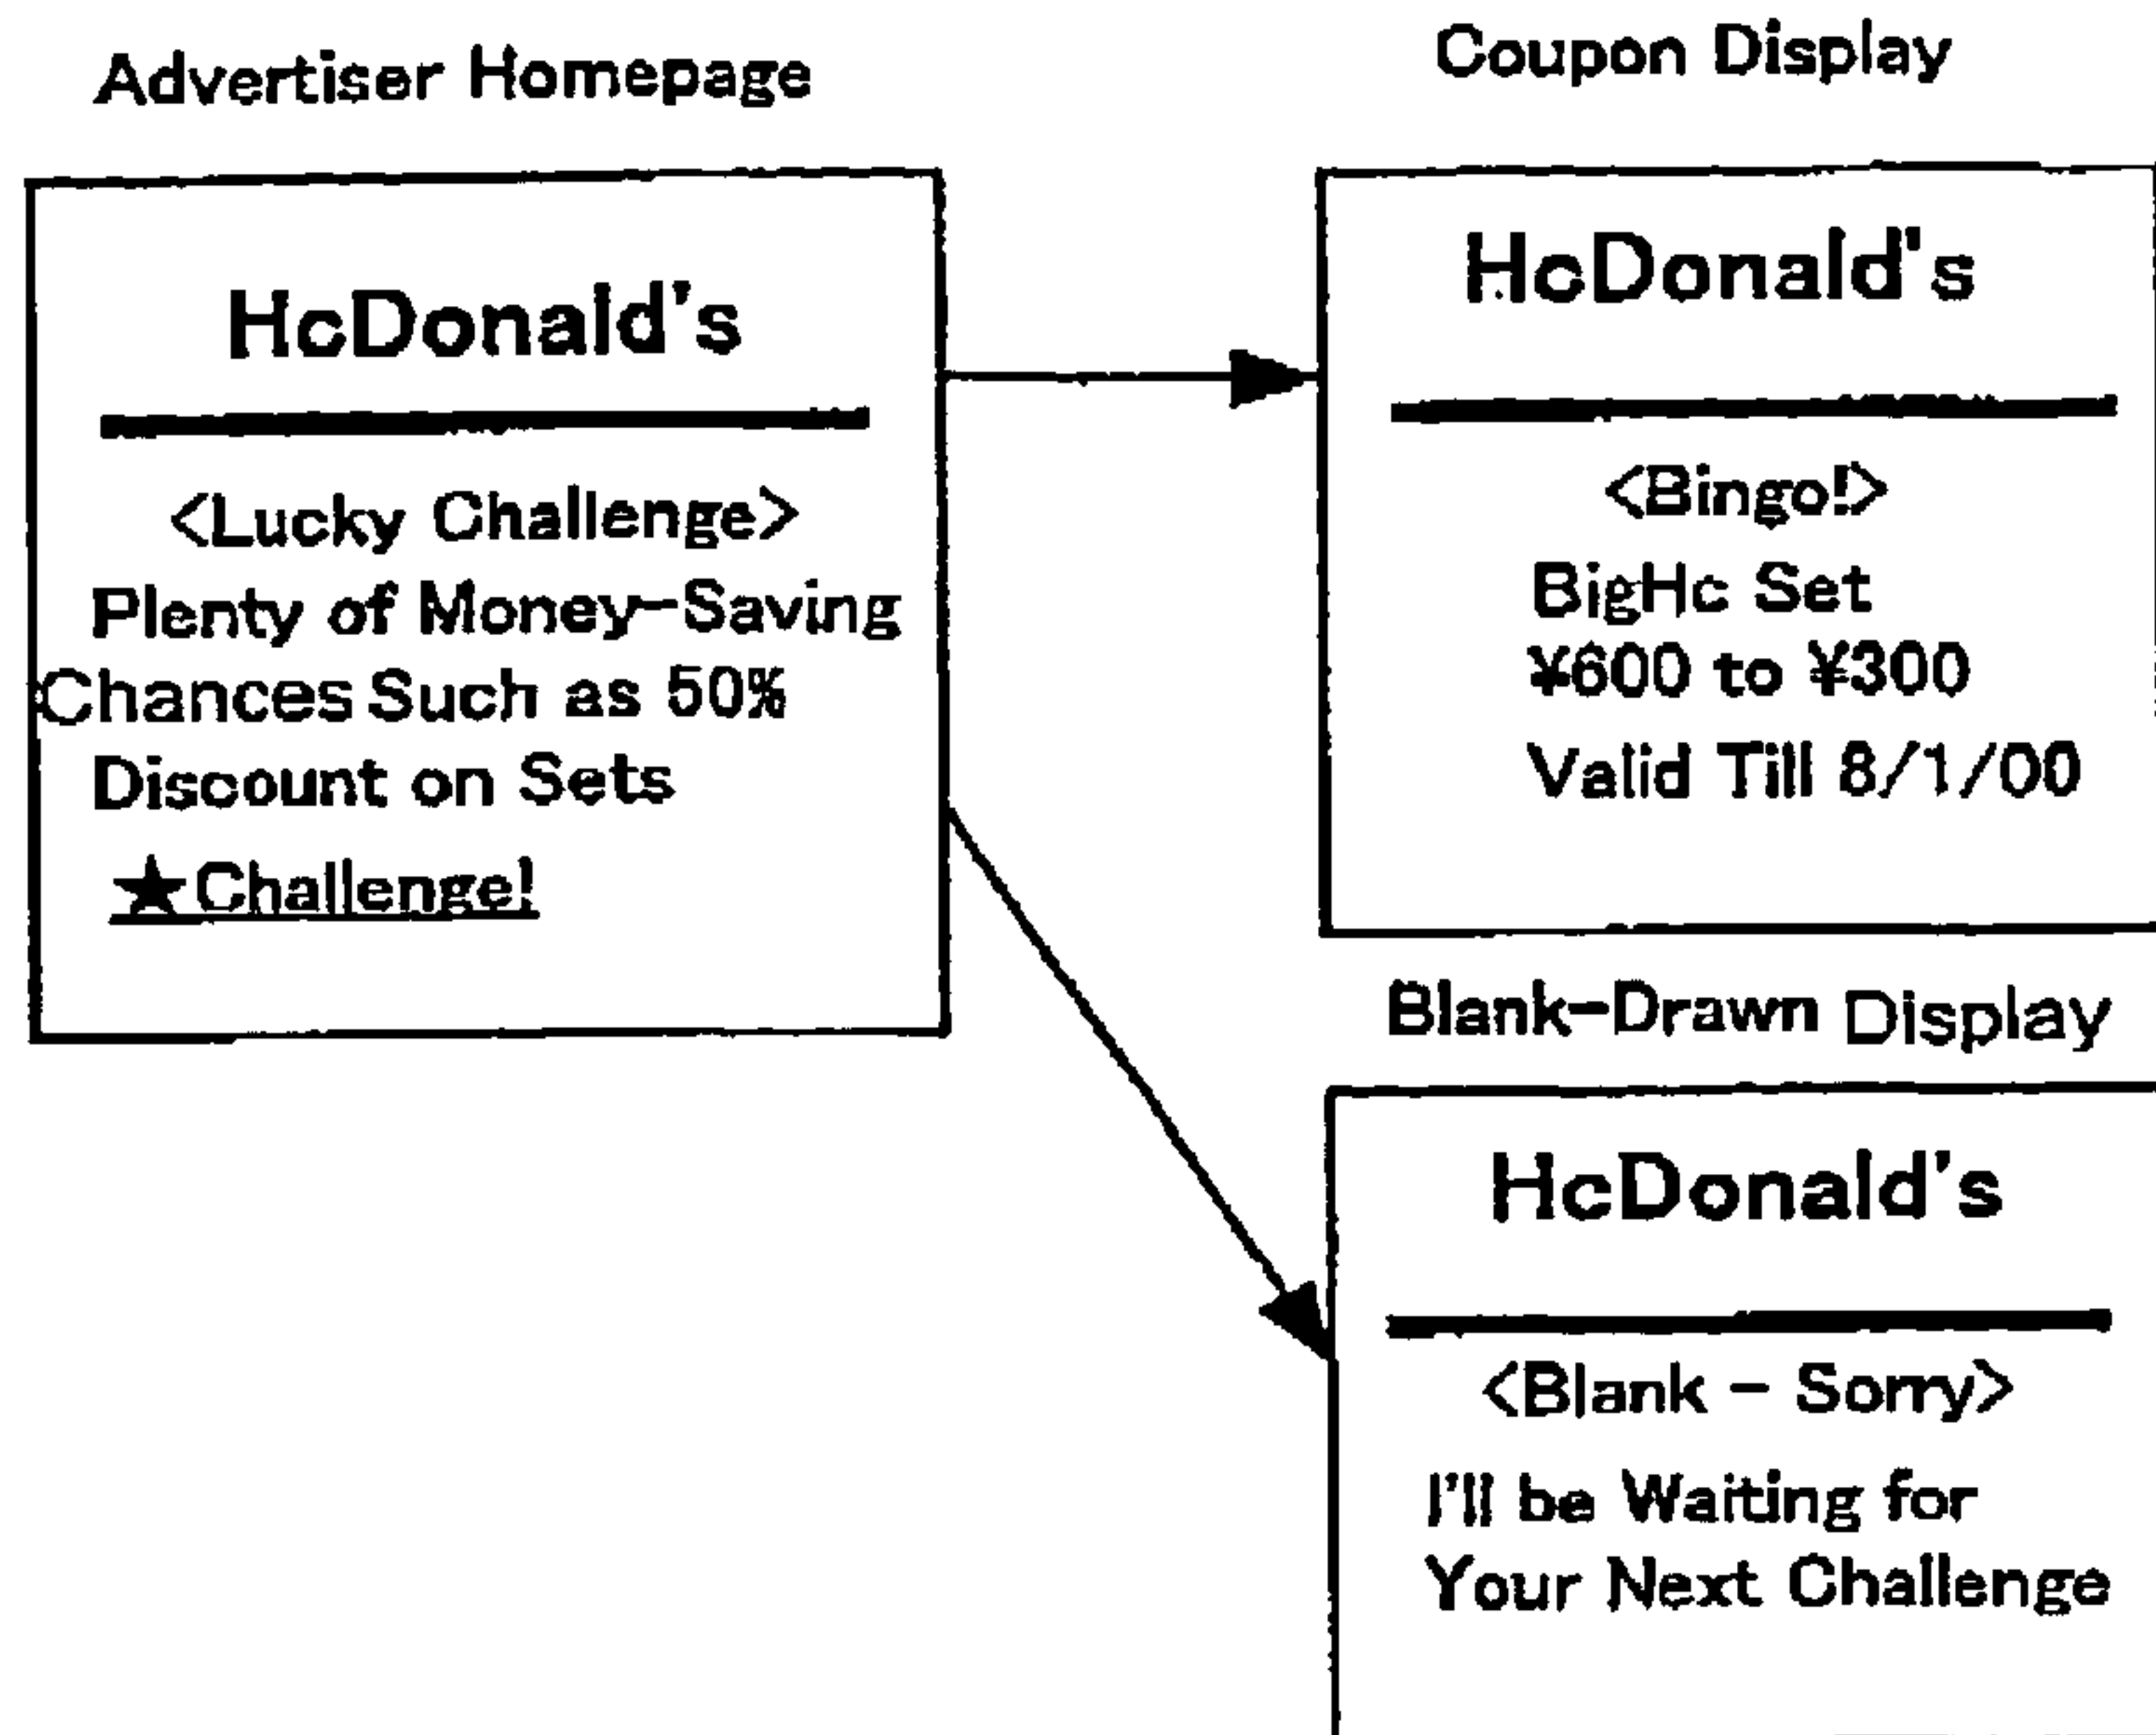 Advertiser Homepage
HcDonald's
<Lucky Challenge>
Plenty of Money-Saving
Chances Such as 50%
Discount on Sets
★Challenge!
Coupon Display
HcDonald's
<Bingo!>
BigHc Set
¥600 to ¥300
Valid Till 8/1/00
Blank-Drawn Display
HcDonald's
<Blank - Sorry>
I'll be Waiting for
Your Next Challenge